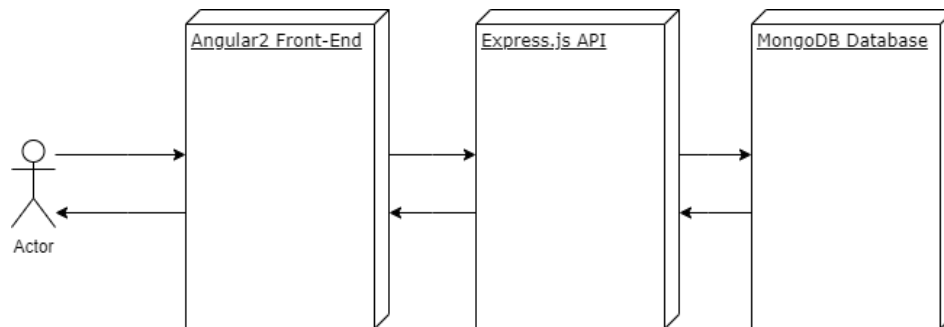 Angular2 Front-End
Express.js API
MongoDB Database
Actor